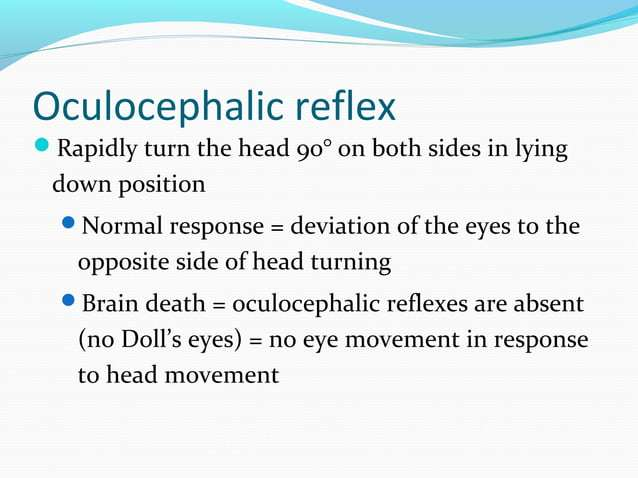 Oculocephalic reflex
Rapidly turn the head 90° on both sides in lying
down position
Normal response = deviation of the eyes to the
opposite side of head turning
Brain death = oculocephalic reflexes are absent
(no Doll’s eyes) = no eye movement in response
to head movement